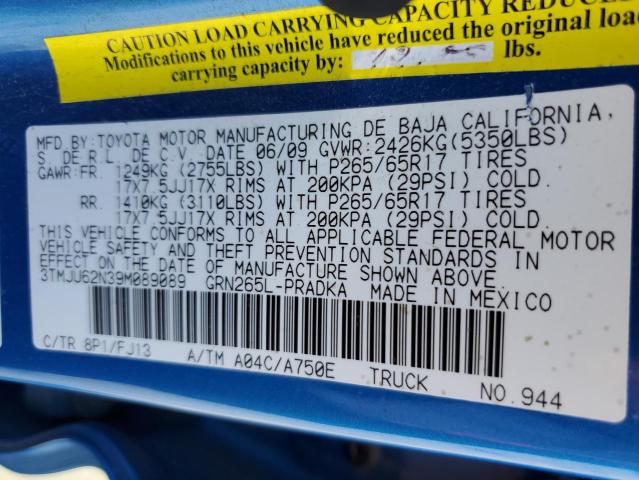 CAUTION LOAD CARRYING CAPACITY REDUCED
Modifications to this vehicle have reduced the original load
carrying capacity by: lbs.
MFD BY:TOYOTA MOTOR MANUFACTURING DE BAJA CALIFORNIA,
S. DE R.L. DE C.V. DATE 06/09 GVWR:2426KG(5350LBS)
GAWR:FR. 1249KG (2755LBS) WITH P265/65R17 TIRES
17X7.5JJ17X RIMS AT 200KPA (29PSI) COLD.
RR. 1410KG (3110LBS) WITH P265/65R17 TIRES
17X7.5JJ17X RIMS AT 200KPA (29PSI) COLD.
THIS VEHICLE CONFORMS TO ALL APPLICABLE FEDERAL MOTOR
VEHICLE SAFETY AND THEFT PREVENTION STANDARDS IN
EFFECT ON THE DATE OF MANUFACTURE SHOWN ABOVE.
3TMJU62N39M089089 GRN265L-PRADKA MADE IN MEXICO
C/TR 8P1/FJ13 A/TM A04C/A750E TRUCK NO.944